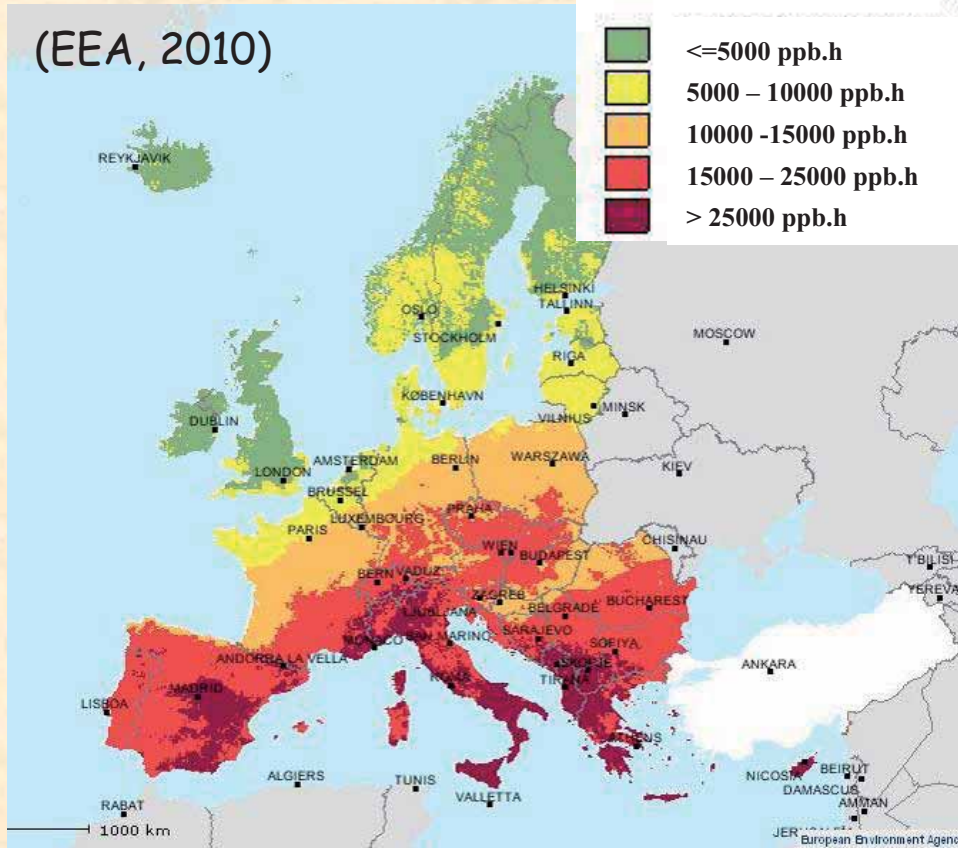 (EEA, 2010)
<=5000 ppb.h
5000 – 10000 ppb.h
10000 -15000 ppb.h
15000 – 25000 ppb.h
> 25000 ppb.h
REYKJAVIK
HELSINKI
TALLINN
OSLO
STOCKHOLM
MOSCOW
RIGA
KØBENHAVN
VILNIUS
MINSK
DUBLIN
AMSTERDAM
BERLIN
WARSZAWA
LONDON
KIEV
BRUSSEL
PRAHA
LUXEMBOURG
PARIS
CHISINAU
WIEN
BUDAPEST
T'BILISI
BERN
VADUZ
YEREVA
ZAGREB
LJUBLJANA
BELGRADE
BUCHAREST
MONACO
SAN MARINO
SARAJEVO
SOFIYA
ANDORRA LA VELLA
SKOPJE
ANKARA
MADRID
ROMA
TIRANA
LISBOA
ATHENS
ALGIERS
TUNIS
NICOSIA
BEIRUT
DAMASCUS
VALLETTA
RABAT
AMMAN
1000 km
European Environment Agenc